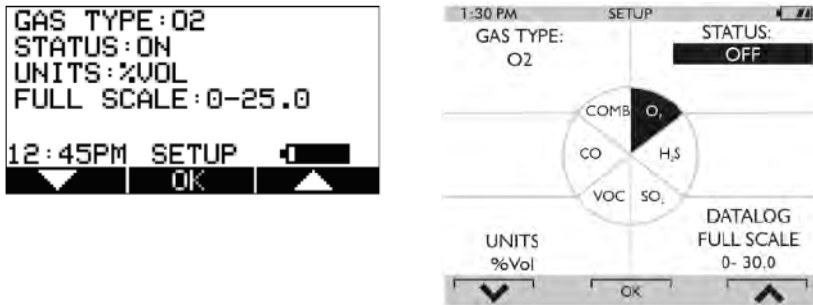 GAS TYPE:O2
STATUS:ON
UNITS:%VOL
FULL SCALE:0-25.0
12:45PM SETUP
OK
1:30 PM SETUP
GAS TYPE:
O2
STATUS:
OFF
COMB O₂
CO H₂S
VOC SO₂
UNITS
%Vol
DATALOG
FULL SCALE
0- 30.0
OK